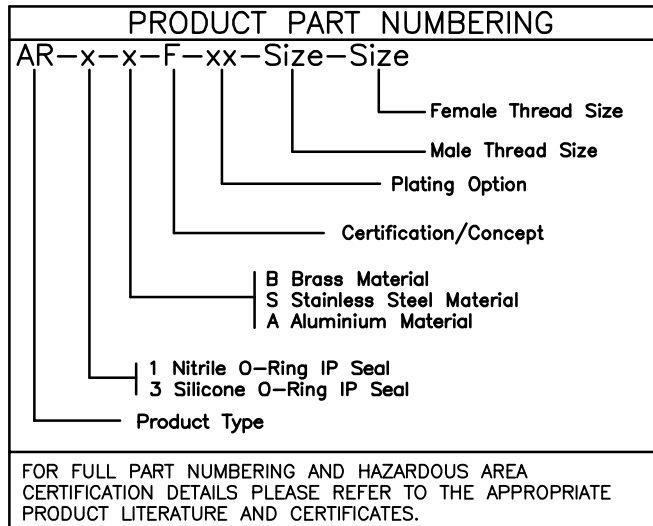 PRODUCT PART NUMBERING
AR-x-x-F-xx-Size-Size
Female Thread Size
Male Thread Size
Plating Option
Certification/Concept
B Brass Material
S Stainless Steel Material
A Aluminium Material
1 Nitrile O-Ring IP Seal
3 Silicone O-Ring IP Seal
Product Type
FOR FULL PART NUMBERING AND HAZARDOUS AREA
CERTIFICATION DETAILS PLEASE REFER TO THE APPROPRIATE
PRODUCT LITERATURE AND CERTIFICATES.